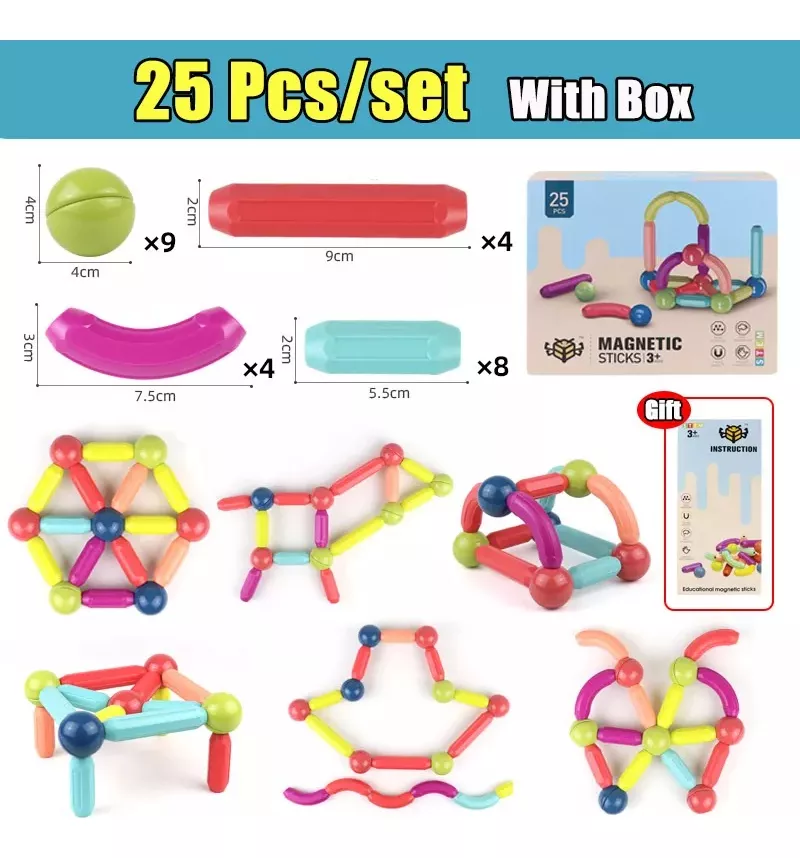 25 Pcs/set With Box
4cm
4cm
×9
2cm
9cm
×4
3cm
7.5cm
×4
2cm
5.5cm
×8
25
PCS
MAGNETIC
STICKS 3+
Gift
3+
INSTRUCTION
Educational magnetic sticks